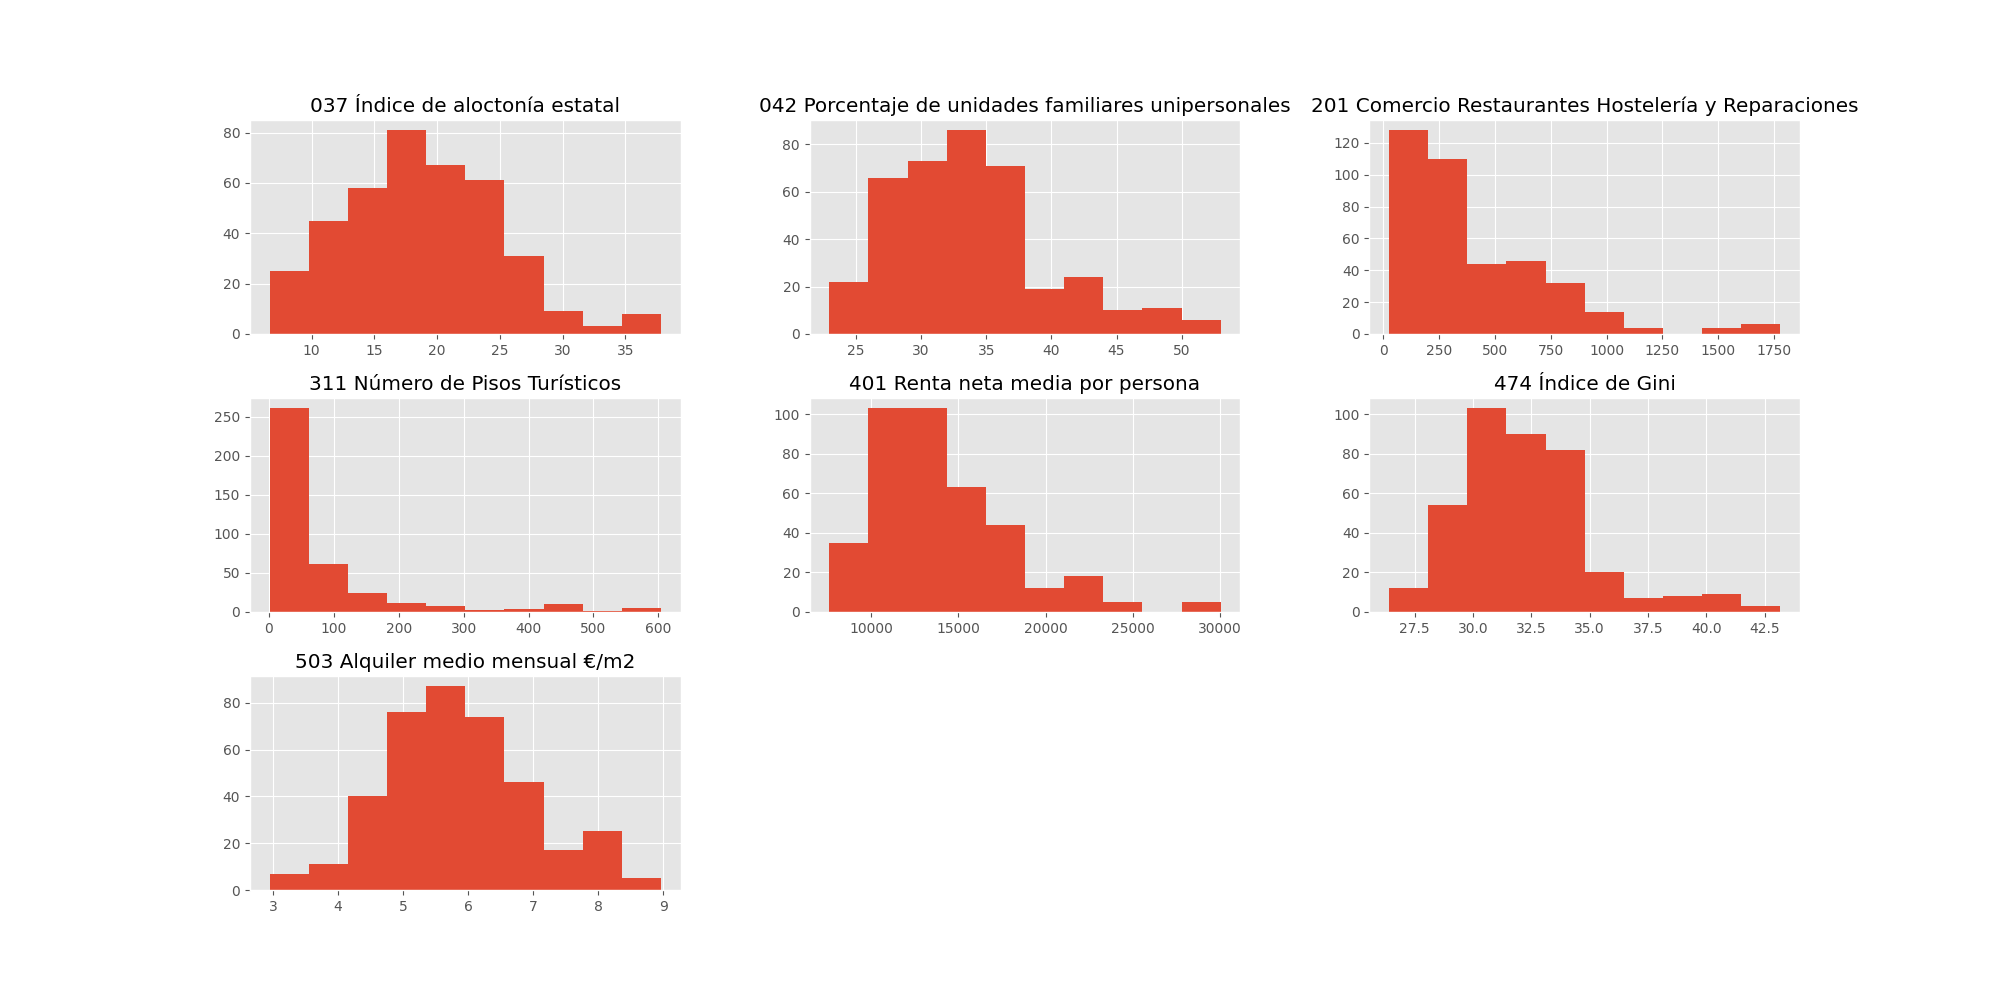 037 Índice de aloctonía estatal
80
60
40
20
0
10 15 20 25 30 35
042 Porcentaje de unidades familiares unipersonales
80
60
40
20
0
25 30 35 40 45 50
201 Comercio Restaurantes Hostelería y Reparaciones
120
100
80
60
40
20
0
0 250 500 750 1000 1250 1500 1750
311 Número de Pisos Turísticos
250
200
150
100
50
0
0 100 200 300 400 500 600
401 Renta neta media por persona
100
80
60
40
20
0
10000 15000 20000 25000 30000
474 Índice de Gini
100
80
60
40
20
0
27.5 30.0 32.5 35.0 37.5 40.0 42.5
503 Alquiler medio mensual €/m2
80
60
40
20
0
3 4 5 6 7 8 9